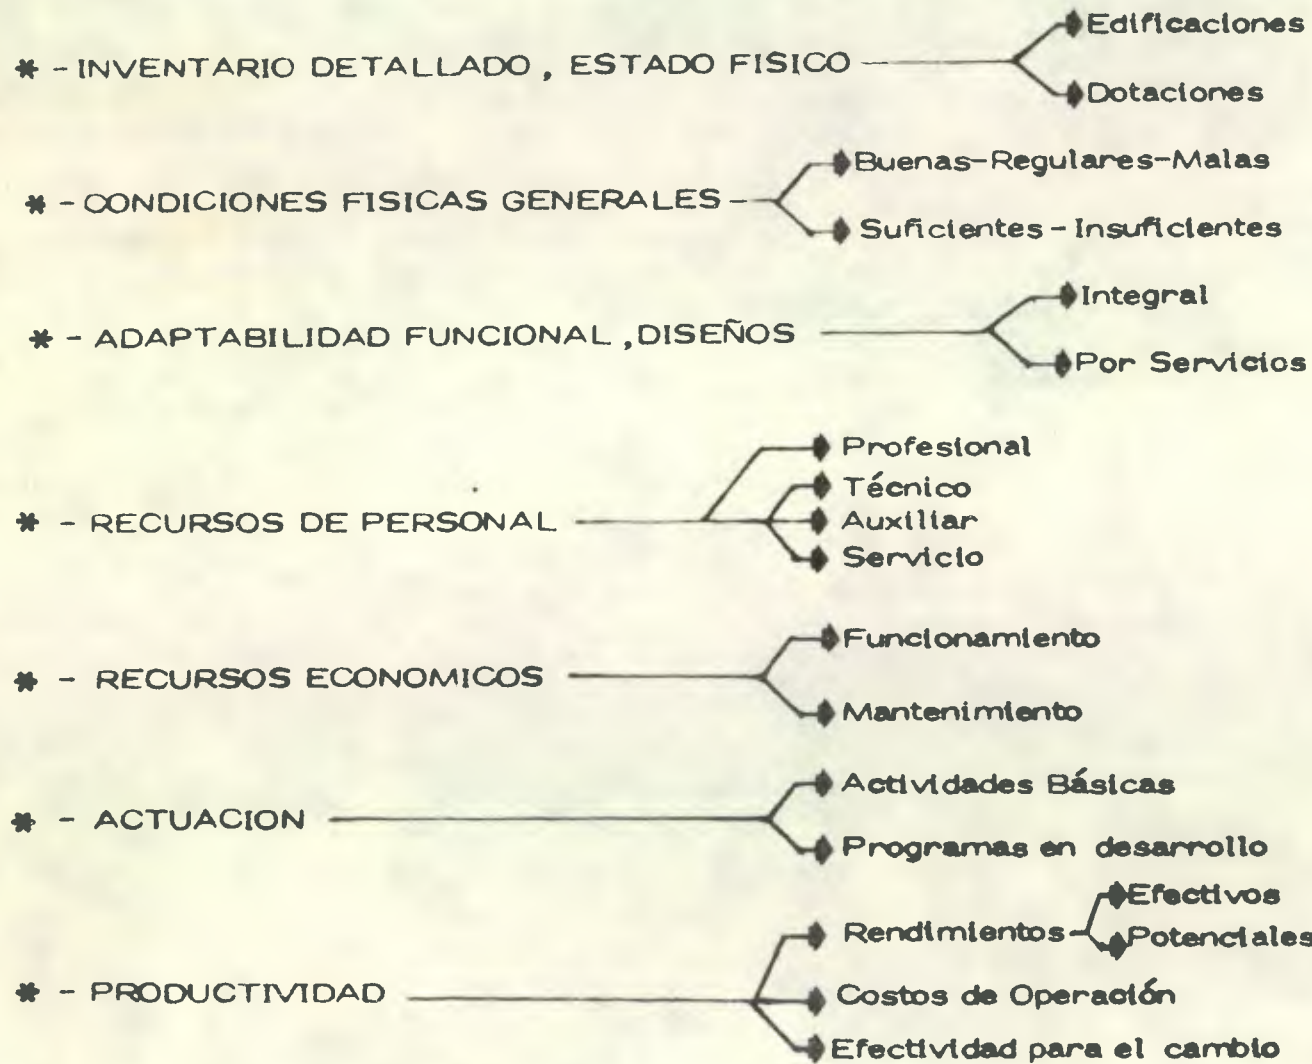 Edificaciones
* - INVENTARIO DETALLADO , ESTADO FISICO
Dotaciones
Buenas-Regulares-Malas
* - CONDICIONES FISICAS GENERALES -
Suficientes - Insuficientes
Integral
* - ADAPTABILIDAD FUNCIONAL , DISEÑOS
Por Servicios
Profesional
Técnico
* - RECURSOS DE PERSONAL
Auxiliar
Servicio
Funcionamiento
* - RECURSOS ECONOMICOS
Mantenimiento
Actividades Básicas
* - ACTUACION
Programas en desarrollo
Efectivos
Rendimientos
Potenciales
* - PRODUCTIVIDAD
Costos de Operación
Efectividad para el cambio